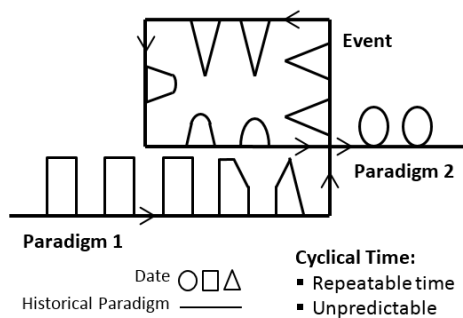 Event
Paradigm 2
Paradigm 1
Date
Historical Paradigm
Cyclical Time:
▪ Repeatable time
▪ Unpredictable